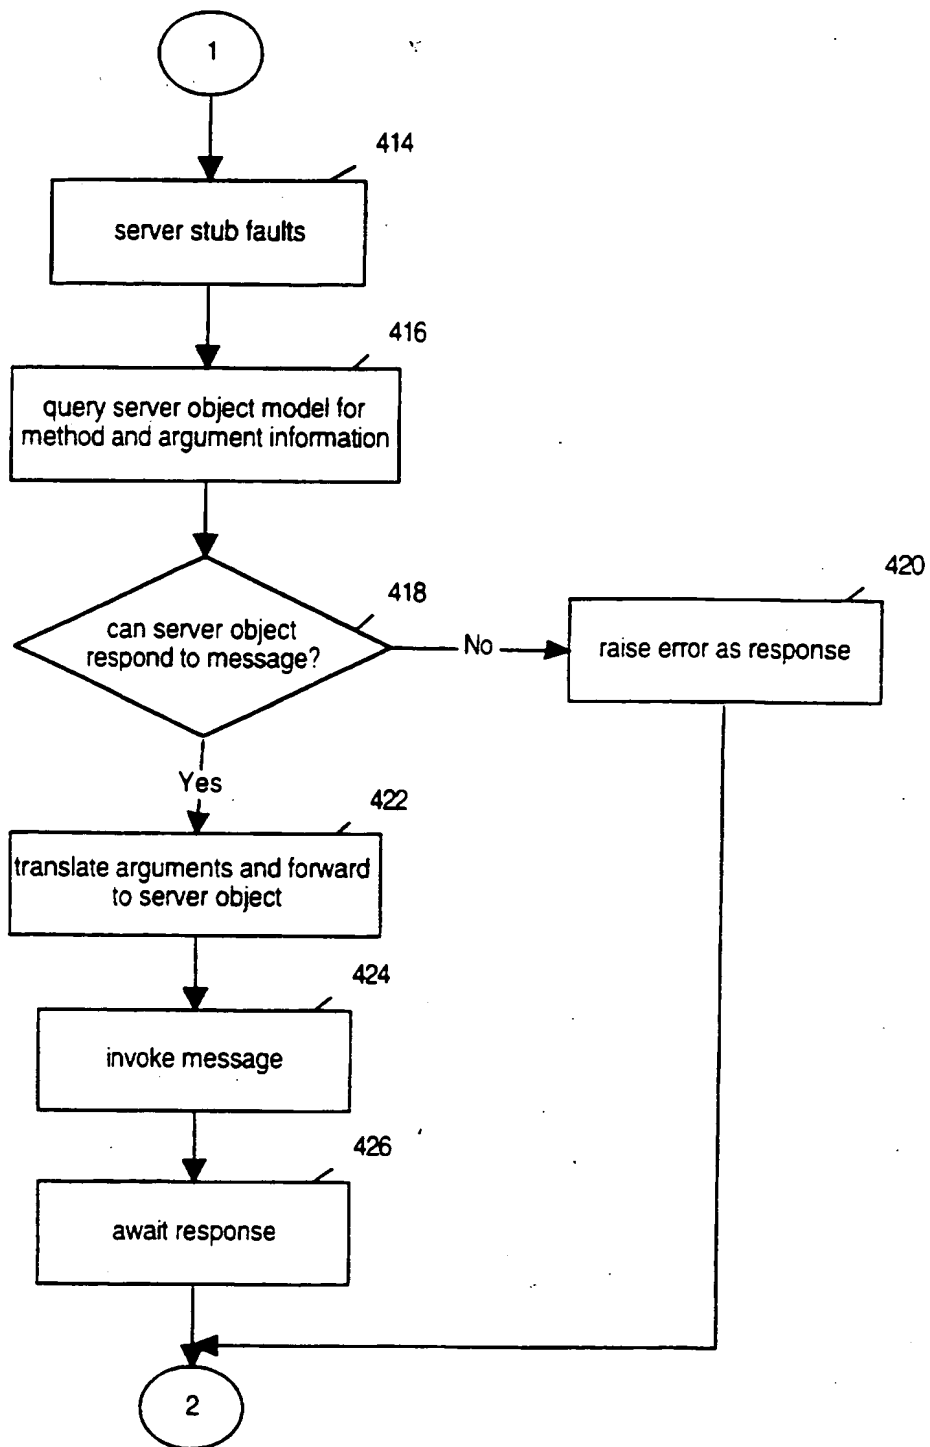 1
414
server stub faults
416
query server object model for
method and argument information
418
can server object
respond to message?
No
420
raise error as response
Yes
422
translate arguments and forward
to server object
424
invoke message
426
await response
2